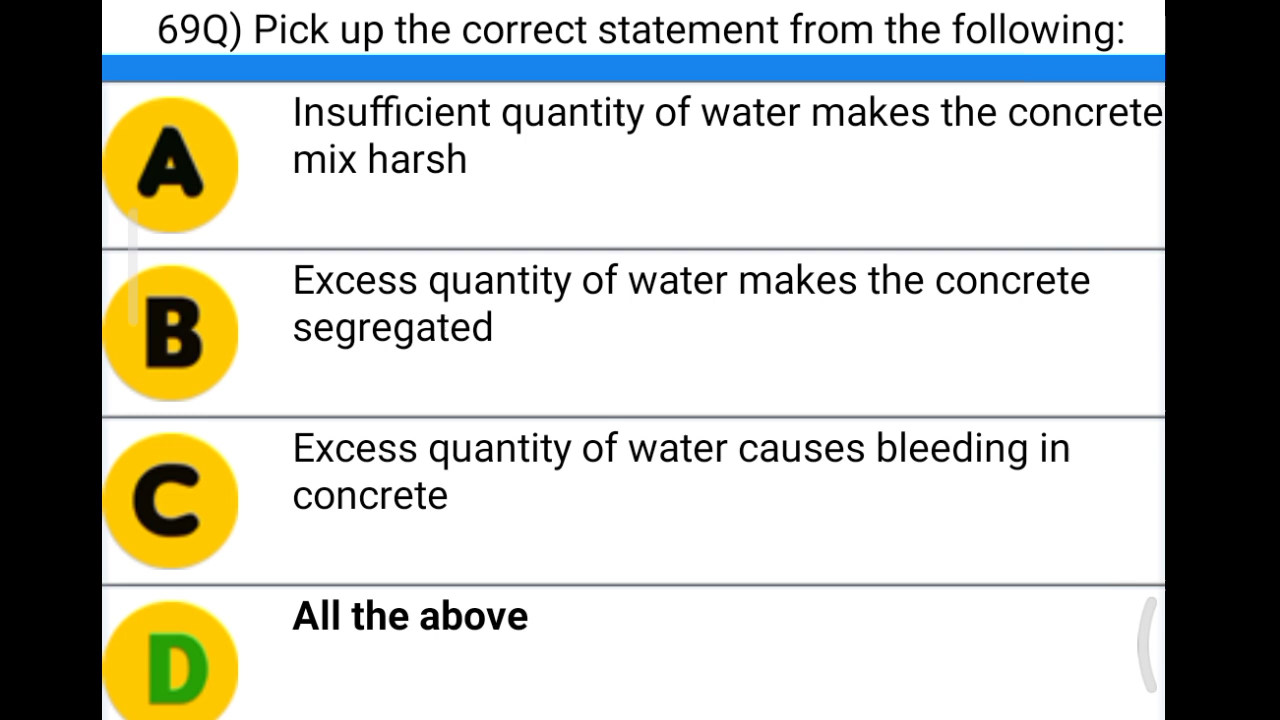 69Q) Pick up the correct statement from the following:
A
Insufficient quantity of water makes the concrete
mix harsh
B
Excess quantity of water makes the concrete
segregated
C
Excess quantity of water causes bleeding in
concrete
D
All the above